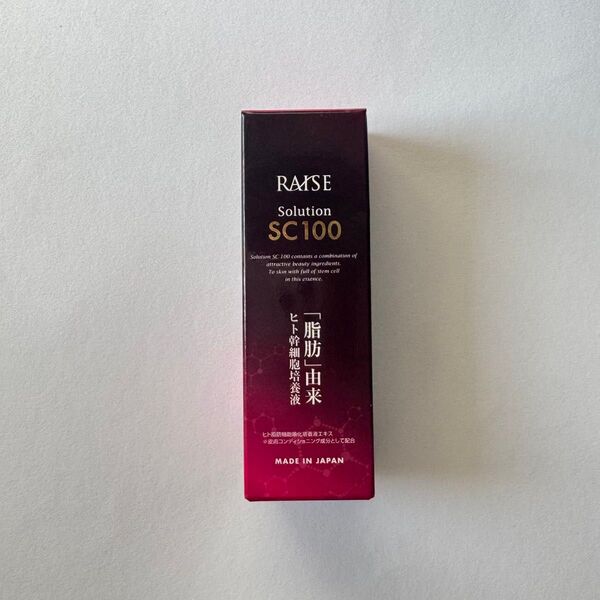 RAISE
Solution
SC100
Solution SC 100 contains a combination of
attractive beauty ingredients.
To skin with full of stem cell
in this essence.
「脂肪」由来
ヒト幹細胞培養液
ヒト脂肪細胞順化培養液エキス
※皮膚コンディショニング成分として配合
MADE IN JAPAN